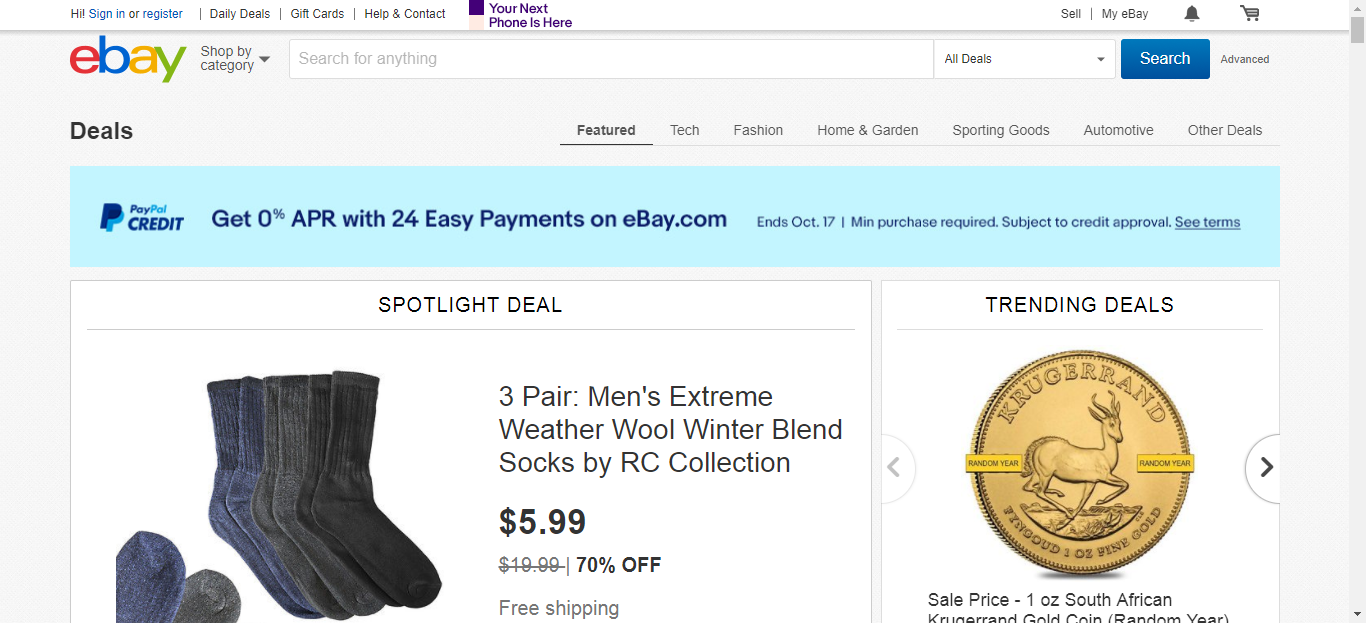 Hi! Sign in or register | Daily Deals | Gift Cards | Help & Contact
Your Next
Phone Is Here
Sell | My eBay
ebay
Shop by
category
Search for anything
All Deals
Search
Advanced
Deals
Featured Tech Fashion Home & Garden Sporting Goods Automotive Other Deals
PayPal
CREDIT
Get 0% APR with 24 Easy Payments on eBay.com
Ends Oct. 17 | Min purchase required. Subject to credit approval. See terms
SPOTLIGHT DEAL
3 Pair: Men's Extreme
Weather Wool Winter Blend
Socks by RC Collection
$5.99
$19.99 | 70% OFF
Free shipping
TRENDING DEALS
KRUGERRAND
RANDOM YEAR
RANDOM YEAR
FYNGOUD 1 OZ FINE GOLD
Sale Price - 1 oz South African
Krugerrand Gold Coin (Random Year)